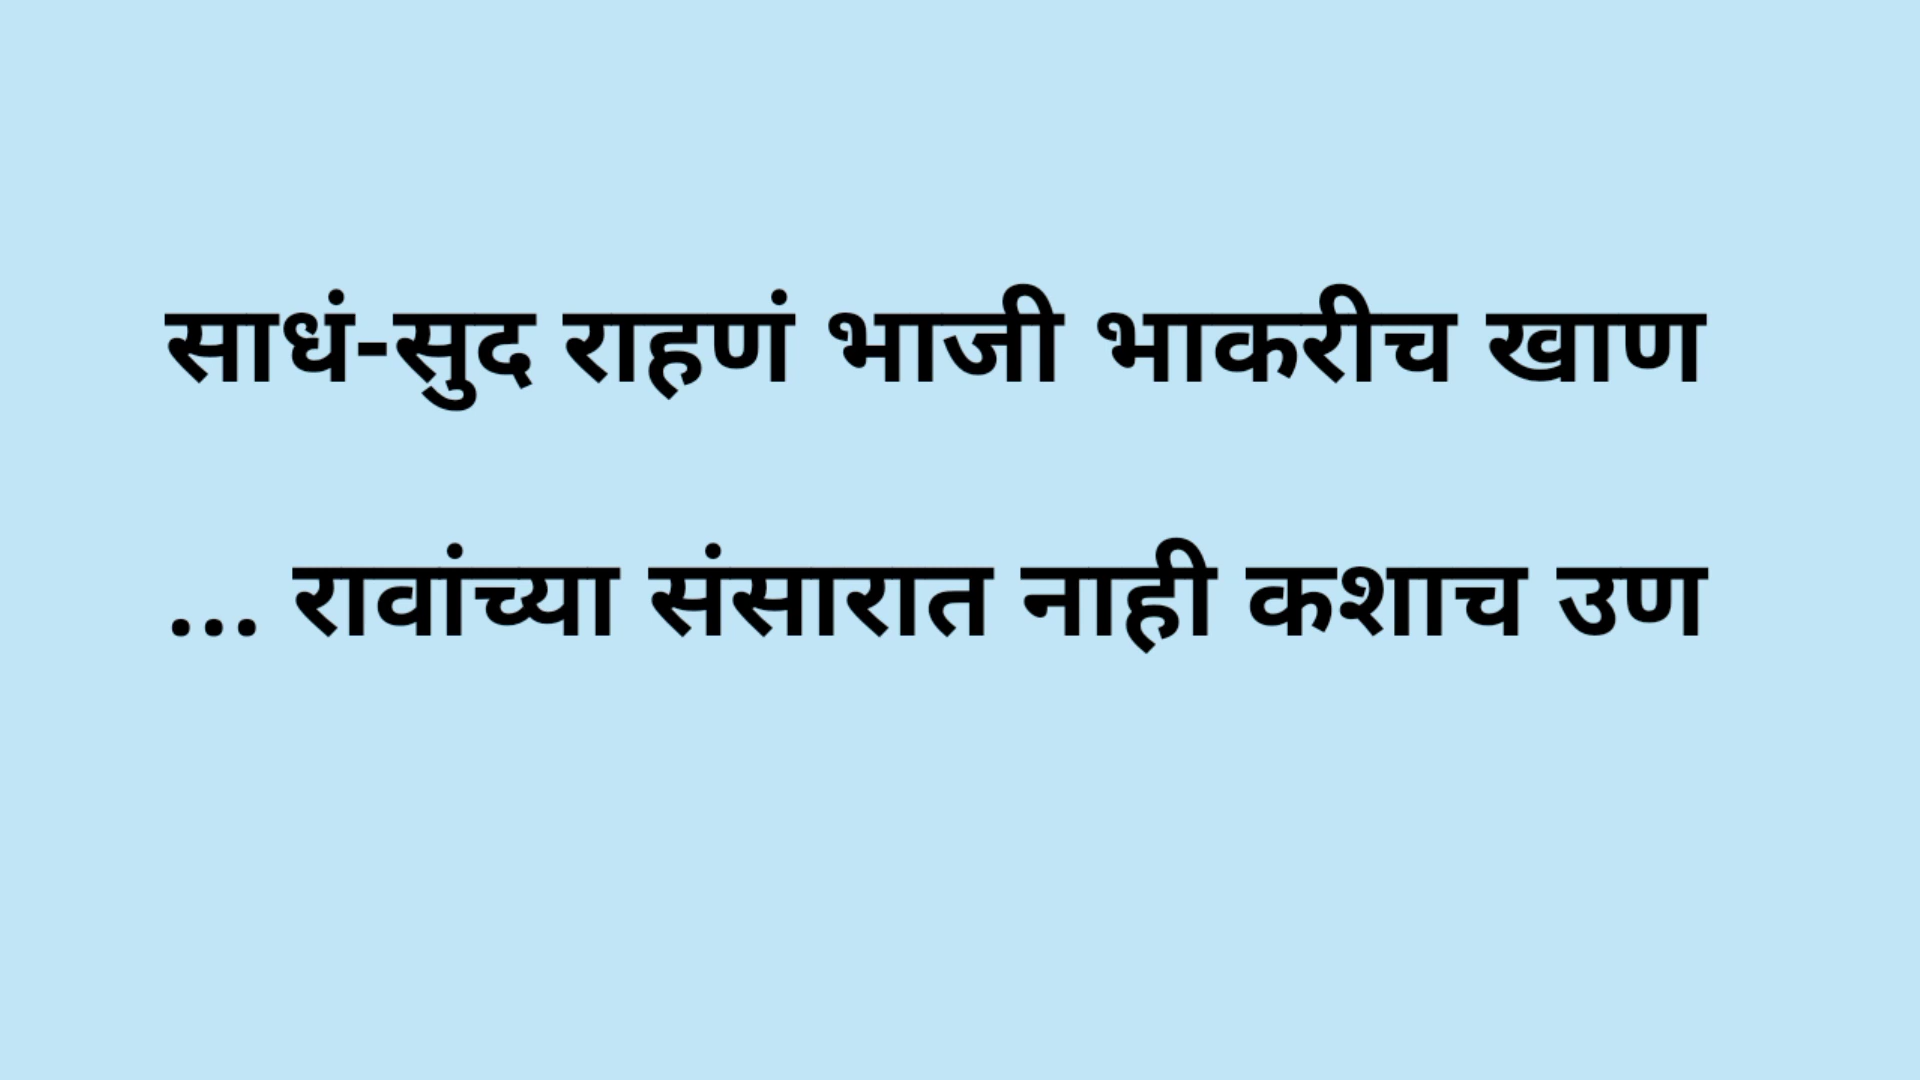 साधं-सुद राहणं भाजी भाकरीच खाण
... रावांच्या संसारात नाही कशाच उण